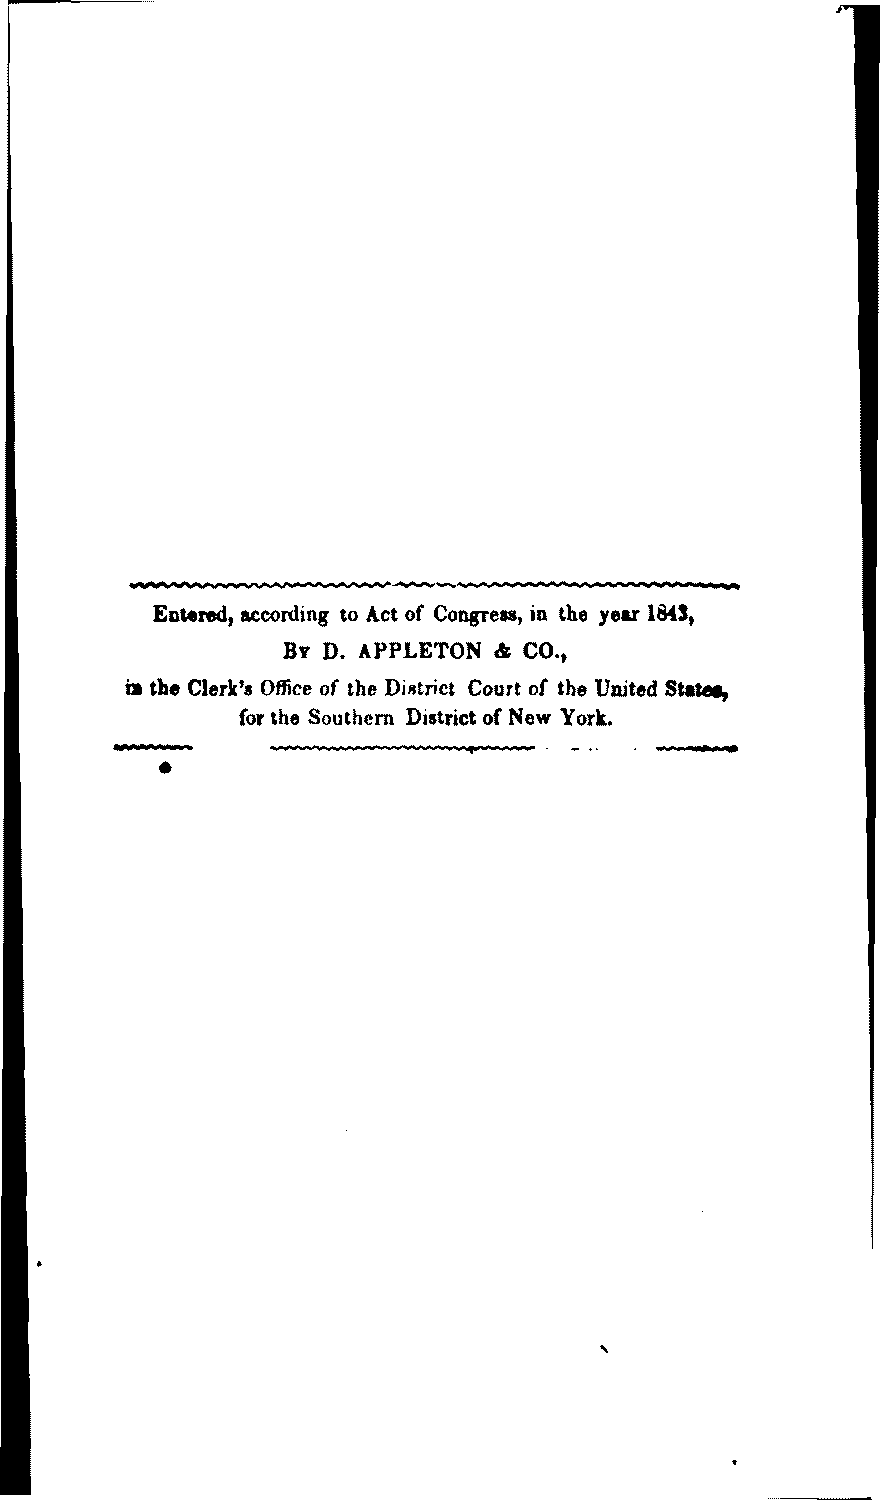 Entered, according to Act of Congress, in the year 1843,
By D. APPLETON & CO.,
in the Clerk's Office of the District Court of the United States,
for the Southern District of New York.